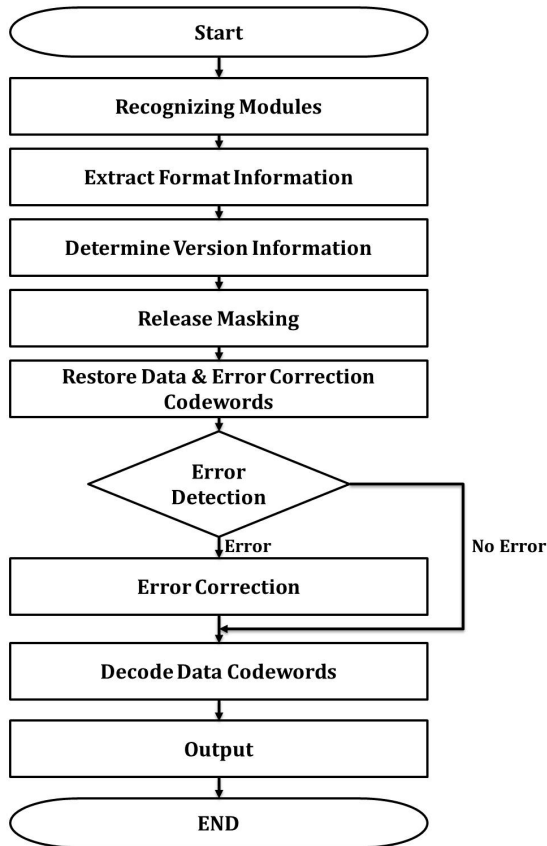 Start
Recognizing Modules
Extract Format Information
Determine Version Information
Release Masking
Restore Data & Error Correction
Codewords
Error
Detection
Error
No Error
Error Correction
Decode Data Codewords
Output
END